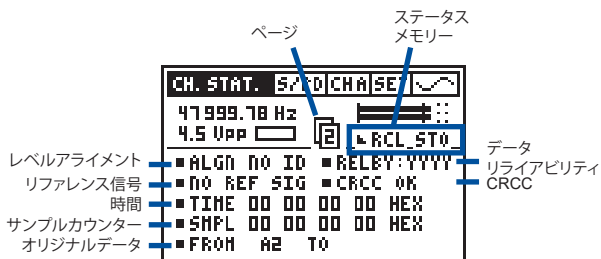 ページ
ステータス
メモリー
CH. STAT. S/ PD CHA SET
47999.78 Hz
4.5 Vpp
2
RCL_STO
レベルアライメント
ALGN NO ID
RELBY:YYYY
データ
リライアビリティ
リファレンス信号
NO REF SIG
CRCC OK
CRCC
時間
TIME 00 00 00 00 HEX
サンプルカウンター
SMPL 00 00 00 00 HEX
オリジナルデータ
FROM A2 TO